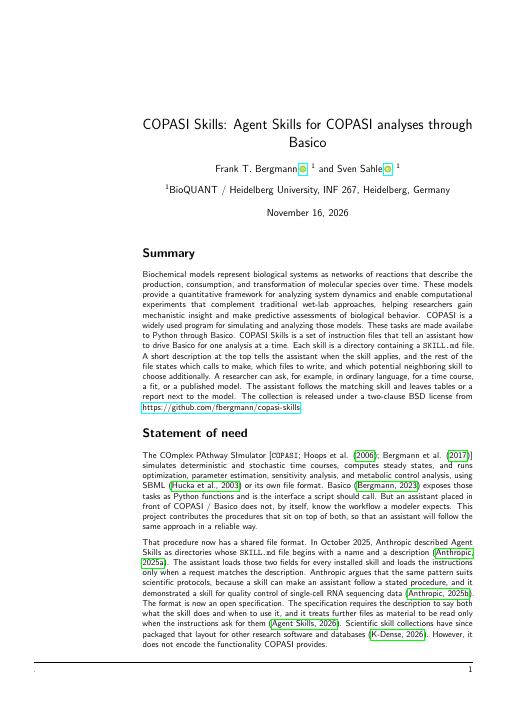 COPASI Skills: Agent Skills for COPASI analyses through
Basico
Frank T. Bergmann 1 and Sven Sahle 1
1BioQUANT / Heidelberg University, INF 267, Heidelberg, Germany
November 16, 2026
Summary
Biochemical models represent biological systems as networks of reactions that describe the
production, consumption, and transformation of molecular species over time. These models
provide a quantitative framework for analyzing system dynamics and enable computational
experiments that complement traditional wet-lab approaches, helping researchers gain
mechanistic insight and make predictive assessments of biological behavior. COPASI is a
widely used program for simulating and analyzing those models. These tasks are made availabe
to Python through Basico. COPASI Skills is a set of instruction files that tell an assistant how
to drive Basico for one analysis at a time. Each skill is a directory containing a SKILL.md file.
A short description at the top tells the assistant when the skill applies, and the rest of the
file states which calls to make, which files to write, and which potential neighboring skill to
choose additionally. A researcher can ask, for example, in ordinary language, for a time course,
a fit, or a published model. The assistant follows the matching skill and leaves tables or a
report next to the model. The collection is released under a two-clause BSD license from
https://github.com/fbergmann/copasi-skills
Statement of need
The COmplex PAthway SImulator [COPASI; Hoops et al. (2006); Bergmann et al. (2017)]
simulates deterministic and stochastic time courses, computes steady states, and runs
optimization, parameter estimation, sensitivity analysis, and metabolic control analysis, using
SBML (Hucka et al., 2003) or its own file format. Basico (Bergmann, 2023) exposes those
tasks as Python functions and is the interface a script should call. But an assistant placed in
front of COPASI / Basico does not, by itself, know the workflow a modeler expects. This
project contributes the procedures that sit on top of both, so that an assistant will follow the
same approach in a reliable way.
That procedure now has a shared file format. In October 2025, Anthropic described Agent
Skills as directories whose SKILL.md file begins with a name and a description (Anthropic,
2025a). The assistant loads those two fields for every installed skill and loads the instructions
only when a request matches the description. Anthropic argues that the same pattern suits
scientific protocols, because a skill can make an assistant follow a stated procedure, and it
demonstrated a skill for quality control of single-cell RNA sequencing data (Anthropic, 2025b).
The format is now an open specification. The specification requires the description to say both
what the skill does and when to use it, and it treats further files as material to be read only
when the instructions ask for them (Agent Skills, 2026). Scientific skill collections have since
packaged that layout for other research software and databases (K-Dense, 2026). However, it
does not encode the functionality COPASI provides.
. 1